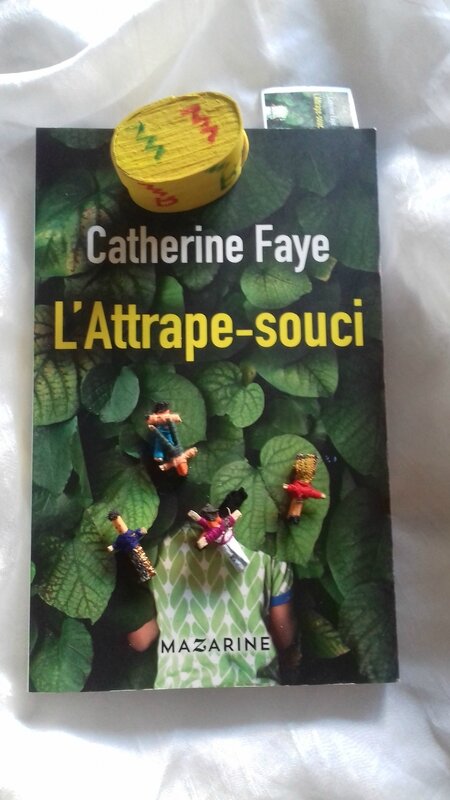 Catherine Faye
L'Attrape-souci
MAZARINE